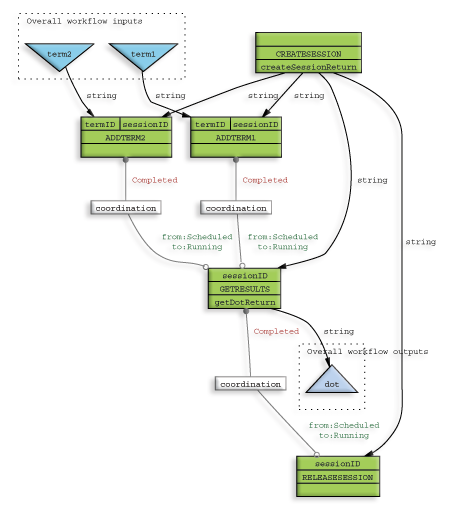 Overall workflow inputs
term2
term1
CREATESESSION
createSessionReturn
string
string
string
string
termID sessionID
termID sessionID
ADDTERM2
ADDTERM1
Completed
Completed
string
coordination
coordination
from:Scheduled
to:Running
from:Scheduled
to:Running
string
sessionID
GETRESULTS
getDotReturn
Completed
string
Overall workflow outputs
dot
coordination
from:Scheduled
to:Running
sessionID
RELEASESESSION